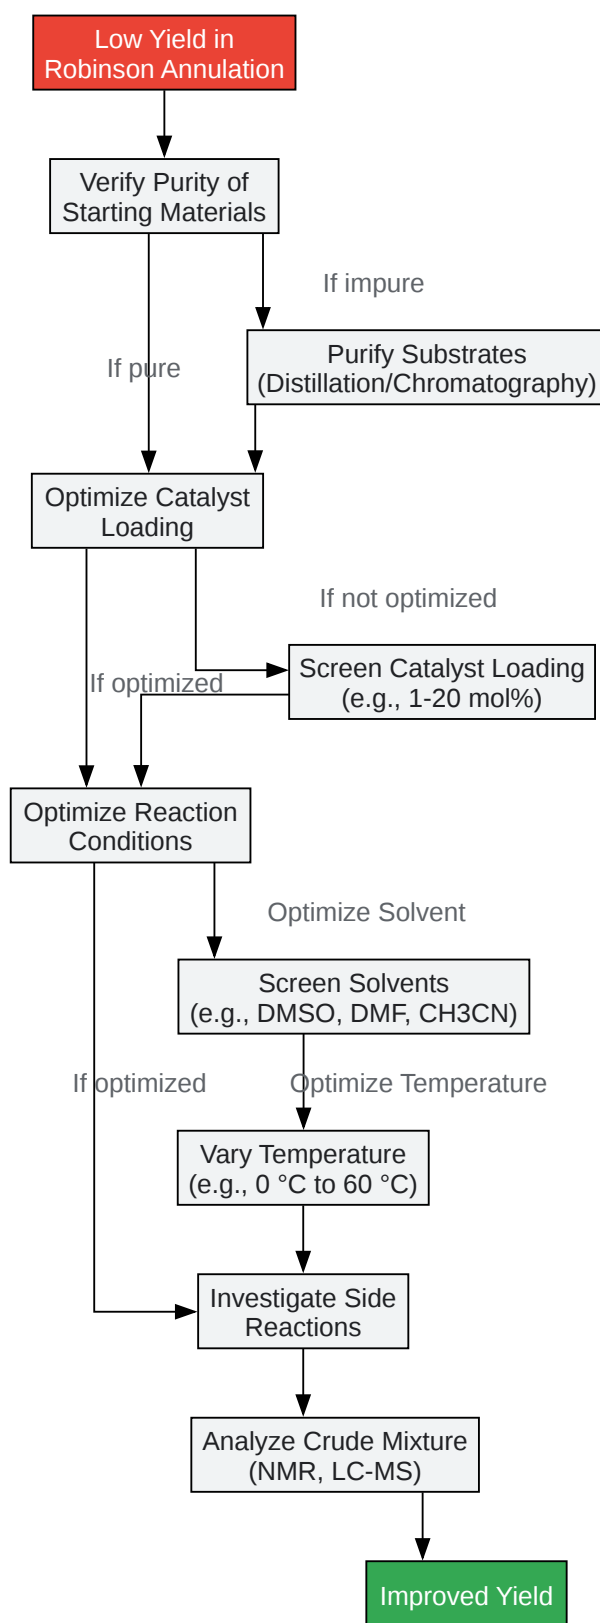 Low Yield in
Robinson Annulation
Verify Purity of
Starting Materials
If impure
If pure
Purify Substrates
(Distillation/Chromatography)
Optimize Catalyst
Loading
If not optimized
If optimized
Screen Catalyst Loading
(e.g., 1-20 mol%)
Optimize Reaction
Conditions
Optimize Solvent
Screen Solvents
(e.g., DMSO, DMF, CH3CN)
If optimized
Optimize Temperature
Vary Temperature
(e.g., 0 °C to 60 °C)
Investigate Side
Reactions
Analyze Crude Mixture
(NMR, LC-MS)
Improved Yield